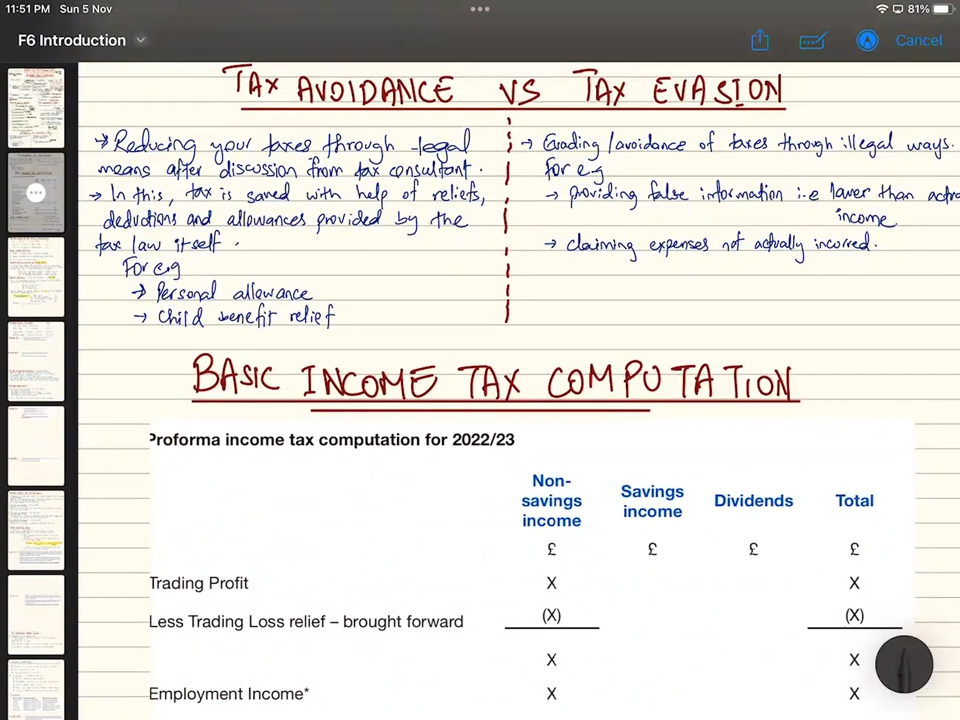 11:51 PM Sun 5 Nov
81%
F6 Introduction
Cancel
TAX AVOIDANCE VS TAX EVASION
→ Reducing your taxes through legal
means after discussion from tax consultant.
→ In this, tax is saved with help of reliefs,
deductions and allowances provided by the
tax law itself.
For e.g
→ Personal allowance
→ Child benefit relief
→ Evading/avoidance of taxes through illegal ways.
For e.g
→ providing false information i.e lower than actua
income
→ claiming expenses not actually incorred.
BASIC INCOME TAX COMPUTATION
Proforma income tax computation for 2022/23
Non-
savings
income
Savings
income
Dividends
Total
£ £ £ £
Trading Profit X X
Less Trading Loss relief – brought forward (X) (X)
X X
Employment Income* X X